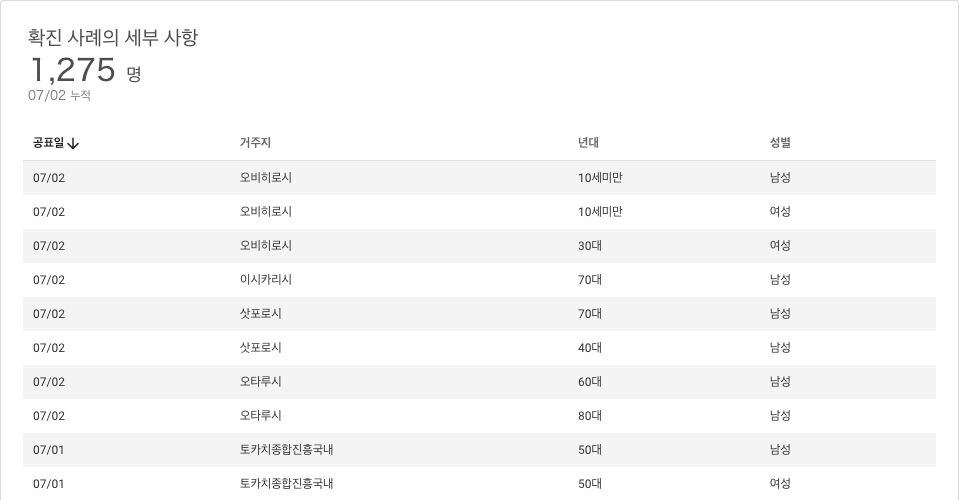 확진 사례의 세부 사항
1,275 명
07/02 누적
공표일↓ 거주지 년대 성별
07/02 오비히로시 10세미만 남성
07/02 오비히로시 10세미만 여성
07/02 오비히로시 30대 여성
07/02 이시카리시 70대 남성
07/02 삿포로시 70대 남성
07/02 삿포로시 40대 남성
07/02 오타루시 60대 남성
07/02 오타루시 80대 남성
07/01 토카치종합진흥국내 50대 남성
07/01 토카치종합진흥국내 50대 여성